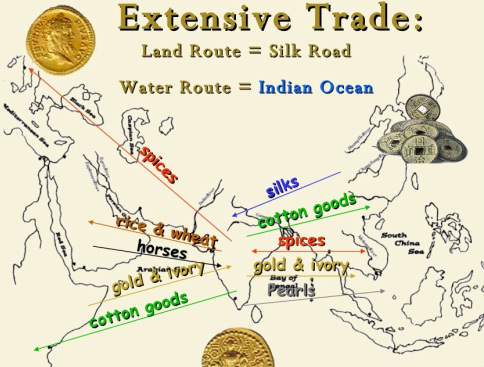 Extensive Trade:
Land Route = Silk Road
Water Route = Indian Ocean
Black Sea
Mediterranean Sea
Caspian Sea
spices
silks
cotton goods
rice & wheat
horses
spices
South
China
Sea
Red Sea
gold & ivory
gold & ivory
Bay of
Pearls
cotton goods